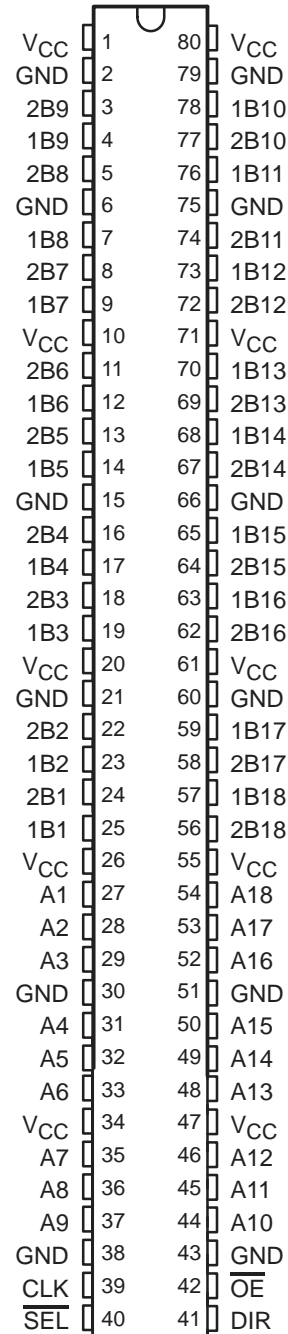 VCC 1 80 VCC
GND 2 79 GND
2B9 3 78 1B10
1B9 4 77 2B10
2B8 5 76 1B11
GND 6 75 GND
1B8 7 74 2B11
2B7 8 73 1B12
1B7 9 72 2B12
VCC 10 71 VCC
2B6 11 70 1B13
1B6 12 69 2B13
2B5 13 68 1B14
1B5 14 67 2B14
GND 15 66 GND
2B4 16 65 1B15
1B4 17 64 2B15
2B3 18 63 1B16
1B3 19 62 2B16
VCC 20 61 VCC
GND 21 60 GND
2B2 22 59 1B17
1B2 23 58 2B17
2B1 24 57 1B18
1B1 25 56 2B18
VCC 26 55 VCC
A1 27 54 A18
A2 28 53 A17
A3 29 52 A16
GND 30 51 GND
A4 31 50 A15
A5 32 49 A14
A6 33 48 A13
VCC 34 47 VCC
A7 35 46 A12
A8 36 45 A11
A9 37 44 A10
GND 38 43 GND
CLK 39 42 O̅E̅
S̅E̅L̅ 40 41 DIR